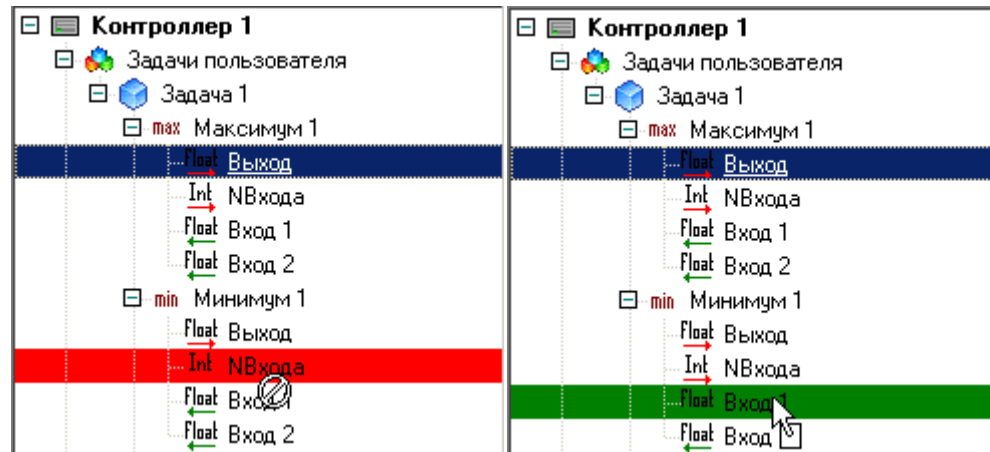 Контроллер 1
Задачи пользователя
Задача 1
max Максимум 1
Float Выход
Int NВхода
Float Вход 1
Float Вход 2
min Минимум 1
Float Выход
Int NВхода
Float Вход 1
Float Вход 2
Контроллер 1
Задачи пользователя
Задача 1
max Максимум 1
Float Выход
Int NВхода
Float Вход 1
Float Вход 2
min Минимум 1
Float Выход
Int NВхода
Float Вход 1
Float Вход